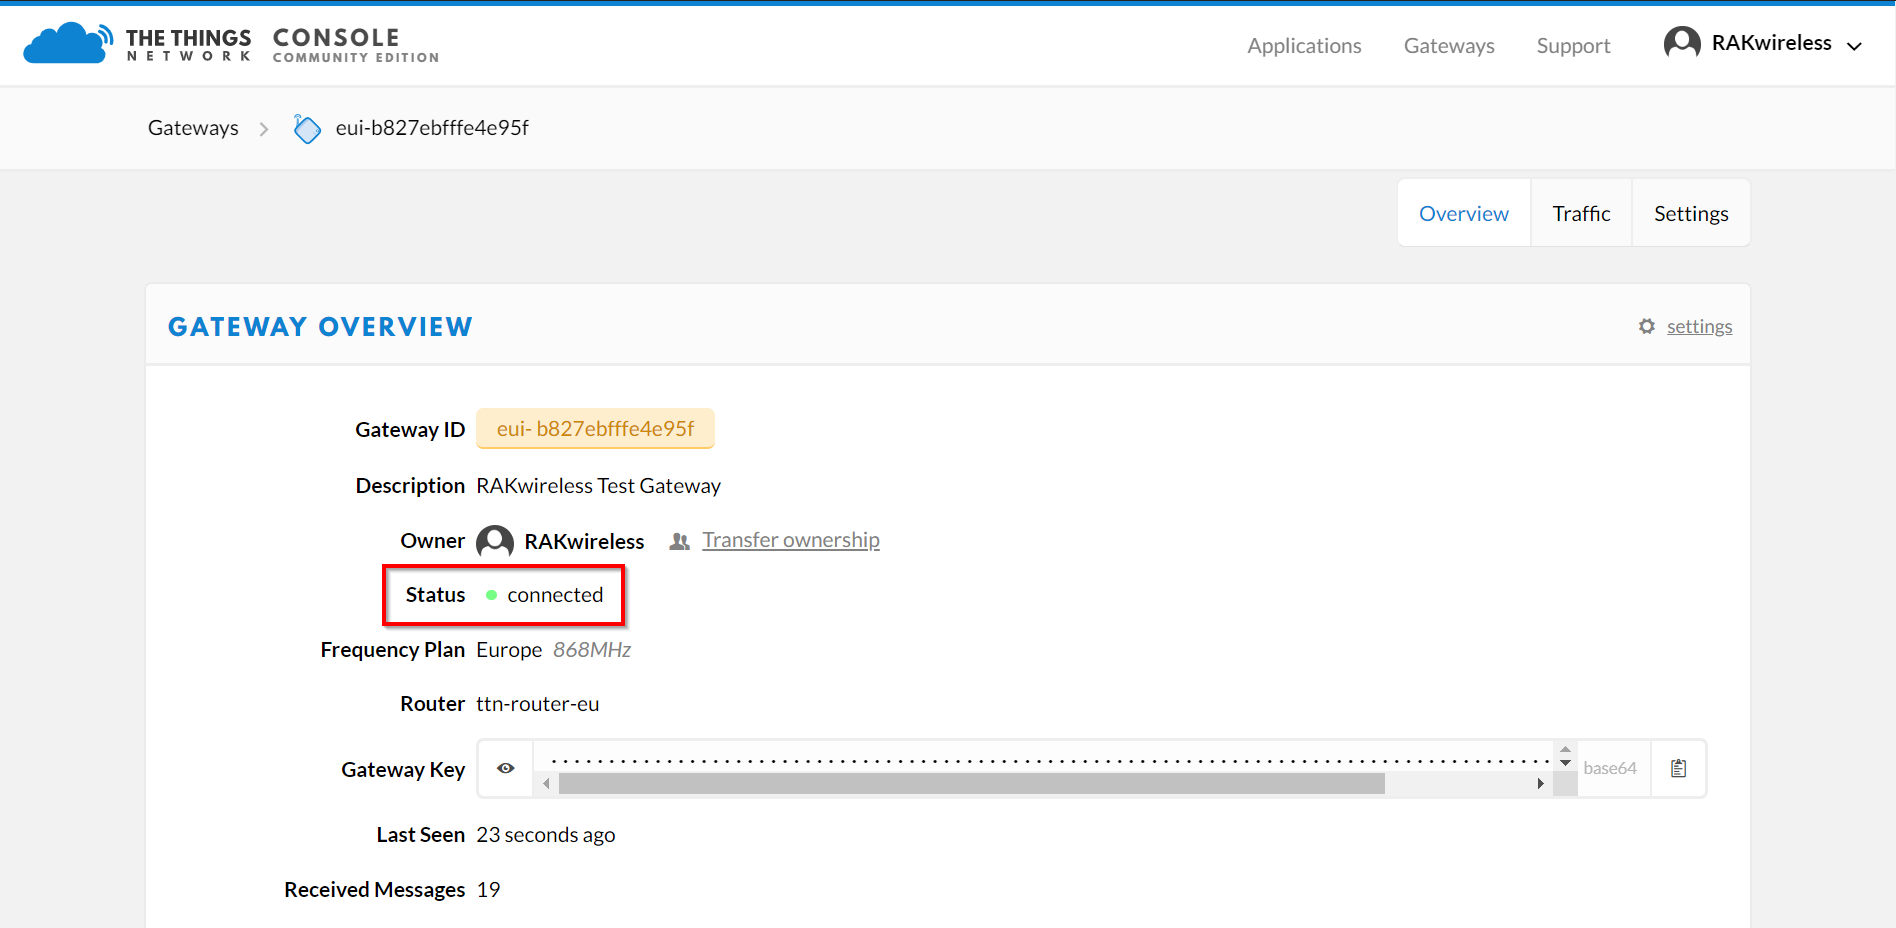 THE THINGS NETWORK CONSOLE COMMUNITY EDITION
Applications Gateways Support RAKwireless
Gateways eui-b827ebfffe4e95f
Overview Traffic Settings
GATEWAY OVERVIEW settings
Gateway ID eui- b827ebfffe4e95f
Description RAKwireless Test Gateway
Owner RAKwireless Transfer ownership
Status connected
Frequency Plan Europe 868MHz
Router ttn-router-eu
Gateway Key base64
Last Seen 23 seconds ago
Received Messages 19